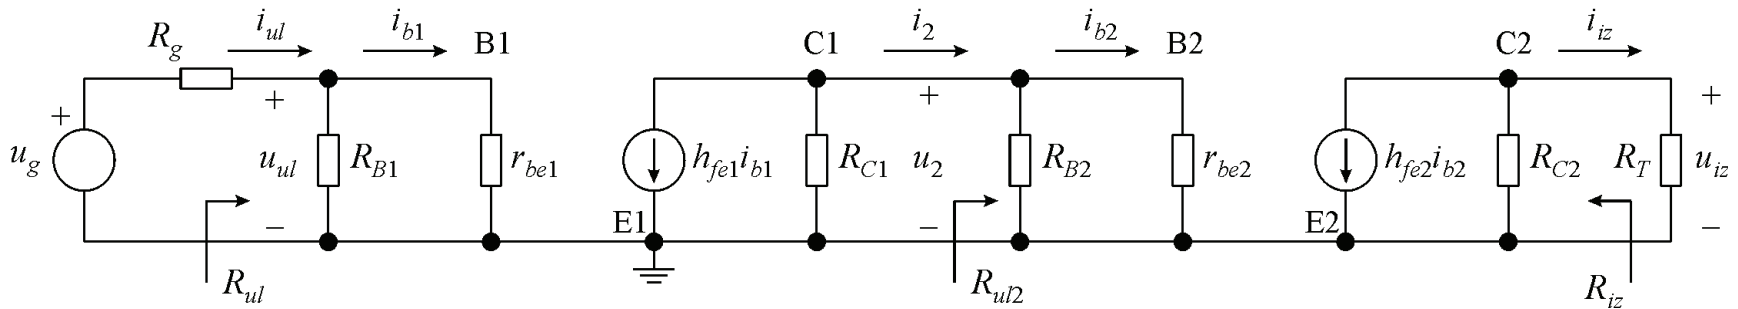 R_g
i_ul
i_b1
B1
C1
i_2
i_b2
B2
C2
i_iz
+
+
+
+
u_g
u_ul
R_B1
r_be1
h_fe1 i_b1
R_C1
u_2
R_B2
r_be2
h_fe2 i_b2
R_C2
R_T
u_iz
−
E1
−
E2
−
R_ul
R_ul2
R_iz